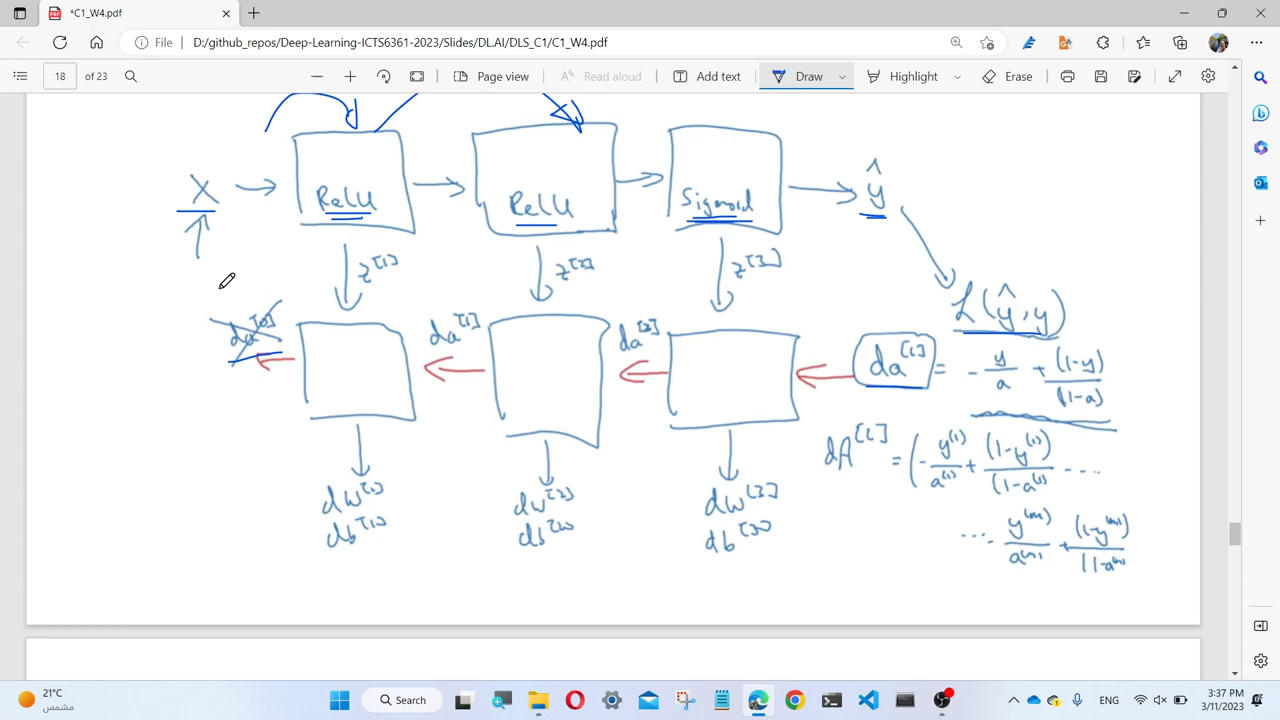 *C1_W4.pdf
File
D:/github_repos/Deep-Learning-ICTS6361-2023/Slides/DL.AI/DLS_C1/C1_W4.pdf
18 of 23
Page view
Read aloud
Add text
Draw
Highlight
Erase
X → ReLU → ReLU → Sigmoid → ŷ
z[1] z[2] z[3]
L(ŷ,y)
da[0] da[1] da[2] da[L] = - y/a + (1-y)/(1-a)
dA[L] = (- y(1)/a(1) + (1-y(1))/(1-a(1)) ....
... y(m)/a(m) + (1-y(m))/(1-a(m))
dw[1] dw[2] dw[3]
db[1] db[2] db[3]
21°C
مشمس
Search
ENG
3:37 PM
3/11/2023